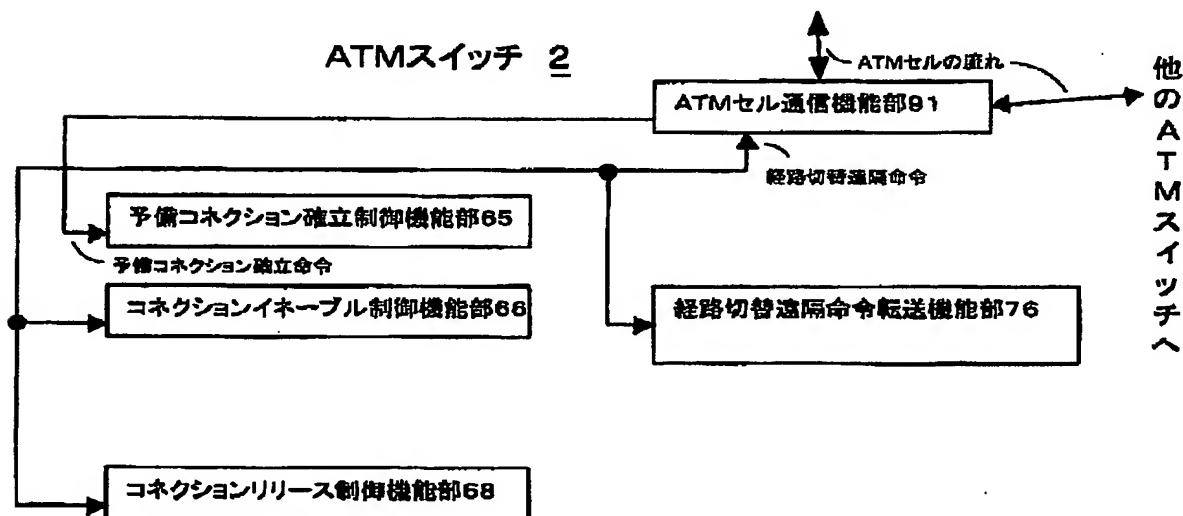 ATMスイッチ 2
ATMセルの流れ
ATMセル通信機能部91
他のATMスイッチへ
経路切替遠隔命令
予備コネクション確立制御機能部65
予備コネクション確立命令
コネクションイネーブル制御機能部66
経路切替遠隔命令転送機能部76
コネクションリリース制御機能部68